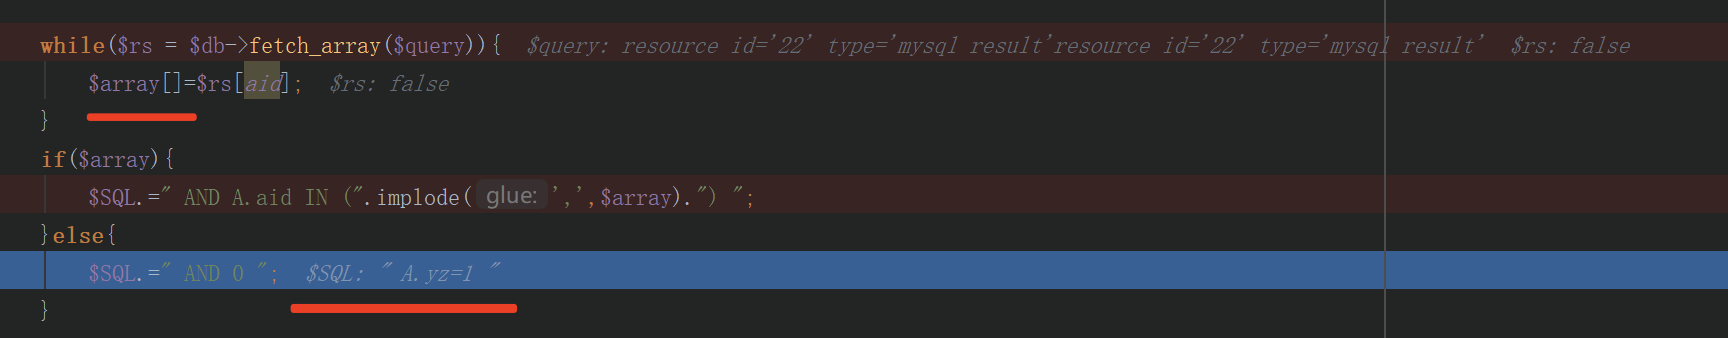 while($rs = $db->fetch_array($query)){  $query: resource id='22' type='mysql result'resource id='22' type='mysql result'  $rs: false
    $array[]=$rs[aid];  $rs: false
}
if($array){
    $SQL.=" AND A.aid IN (".implode( glue: ',',$array).") ";
}else{
    $SQL.=" AND 0 ";  $SQL: " A.yz=1 "
}